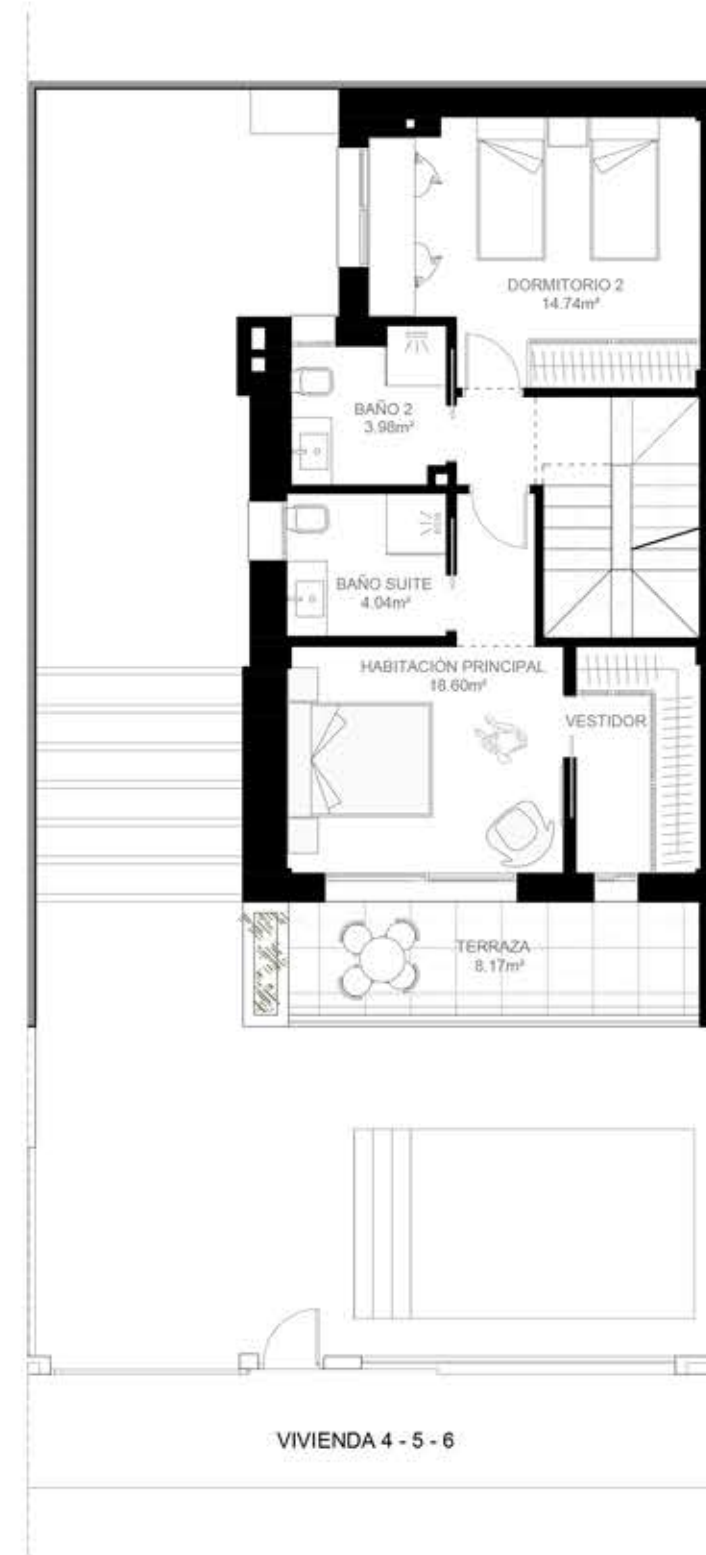 DORMITORIO 2
14.74m²
BAÑO 2
3.98m²
BAÑO SUITE
4.04m²
HABITACIÓN PRINCIPAL
18.60m²
VESTIDOR
TERRAZA
8.17m²
VIVIENDA 4 - 5 - 6